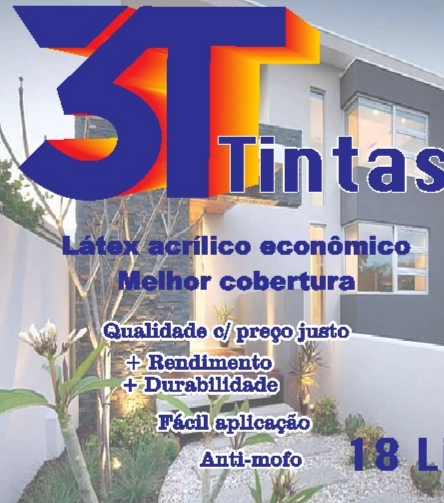 3T
Tintas
Látex acrílico econômico
Melhor cobertura
Qualidade c/ preço justo
+ Rendimento
+ Durabilidade
Fácil aplicação
Anti-mofo
18 L